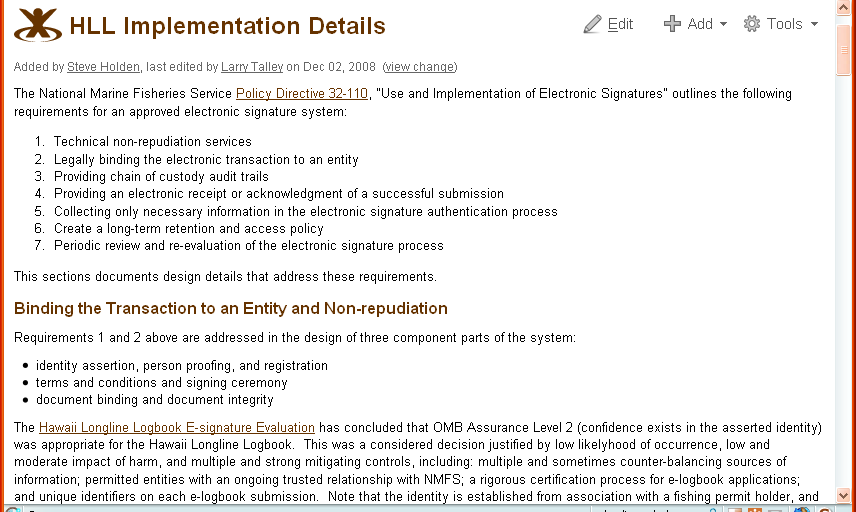 HLL Implementation Details
Edit Add Tools
Added by Steve Holden, last edited by Larry Talley on Dec 02, 2008 (view change)
The National Marine Fisheries Service Policy Directive 32-110, "Use and Implementation of Electronic Signatures" outlines the following
requirements for an approved electronic signature system:
1. Technical non-repudiation services
2. Legally binding the electronic transaction to an entity
3. Providing chain of custody audit trails
4. Providing an electronic receipt or acknowledgment of a successful submission
5. Collecting only necessary information in the electronic signature authentication process
6. Create a long-term retention and access policy
7. Periodic review and re-evaluation of the electronic signature process
This sections documents design details that address these requirements.
Binding the Transaction to an Entity and Non-repudiation
Requirements 1 and 2 above are addressed in the design of three component parts of the system:
• identity assertion, person proofing, and registration
• terms and conditions and signing ceremony
• document binding and document integrity
The Hawaii Longline Logbook E-signature Evaluation has concluded that OMB Assurance Level 2 (confidence exists in the asserted identity)
was appropriate for the Hawaii Longline Logbook. This was a considered decision justified by low likelyhood of occurrence, low and
moderate impact of harm, and multiple and strong mitigating controls, including: multiple and sometimes counter-balancing sources of
information; permitted entities with an ongoing trusted relationship with NMFS; a rigorous certification process for e-logbook applications;
and unique identifiers on each e-logbook submission. Note that the identity is established from association with a fishing permit holder, and